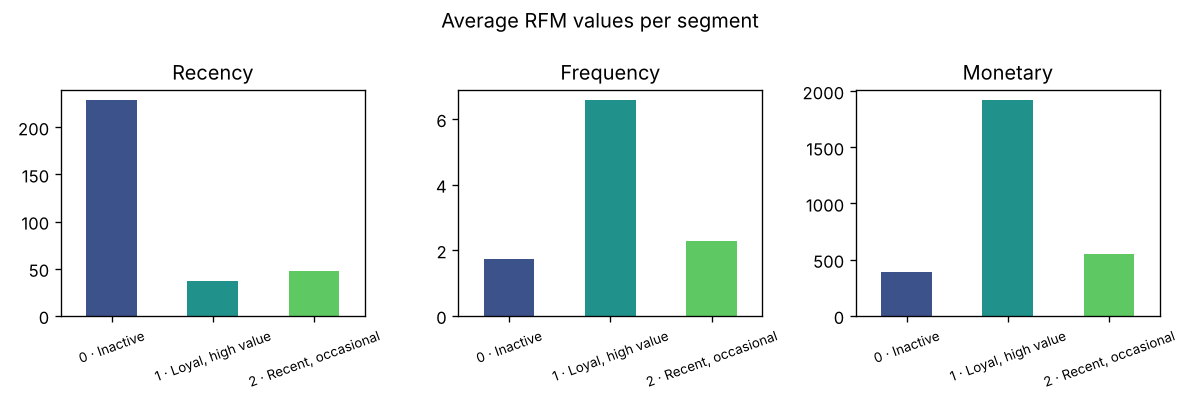 Average RFM values per segment
Recency
200
150
100
50
0
0 · Inactive
1 · Loyal, high value
2 · Recent, occasional
Frequency
6
4
2
0
0 · Inactive
1 · Loyal, high value
2 · Recent, occasional
Monetary
2000
1500
1000
500
0
0 · Inactive
1 · Loyal, high value
2 · Recent, occasional